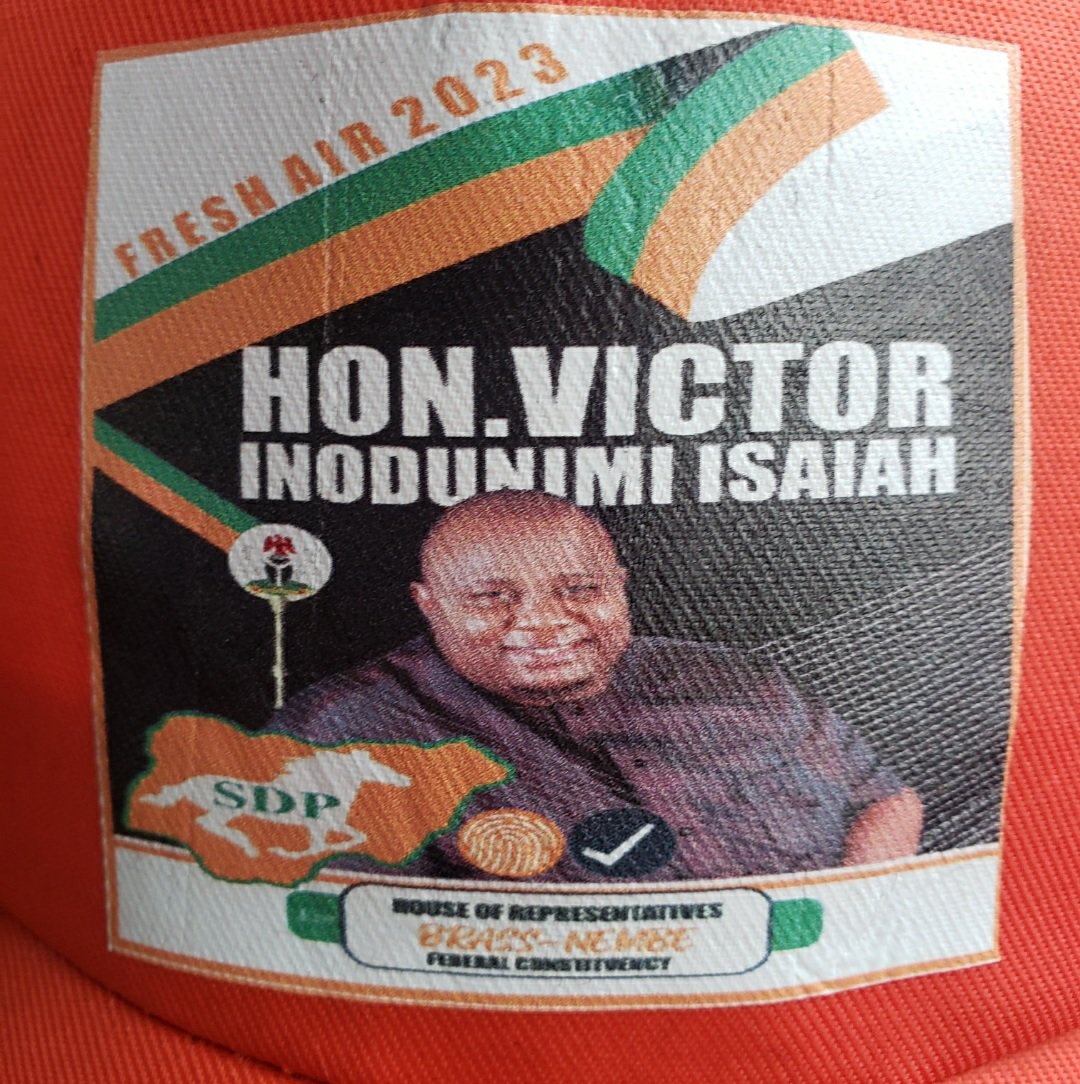 FRESH AIR 2023
HON.VICTOR
INODUNIMI ISAIAH
SDP
HOUSE OF REPRESENTATIVES
BRASS-NEMBE
FEDERAL CONSTITUENCY